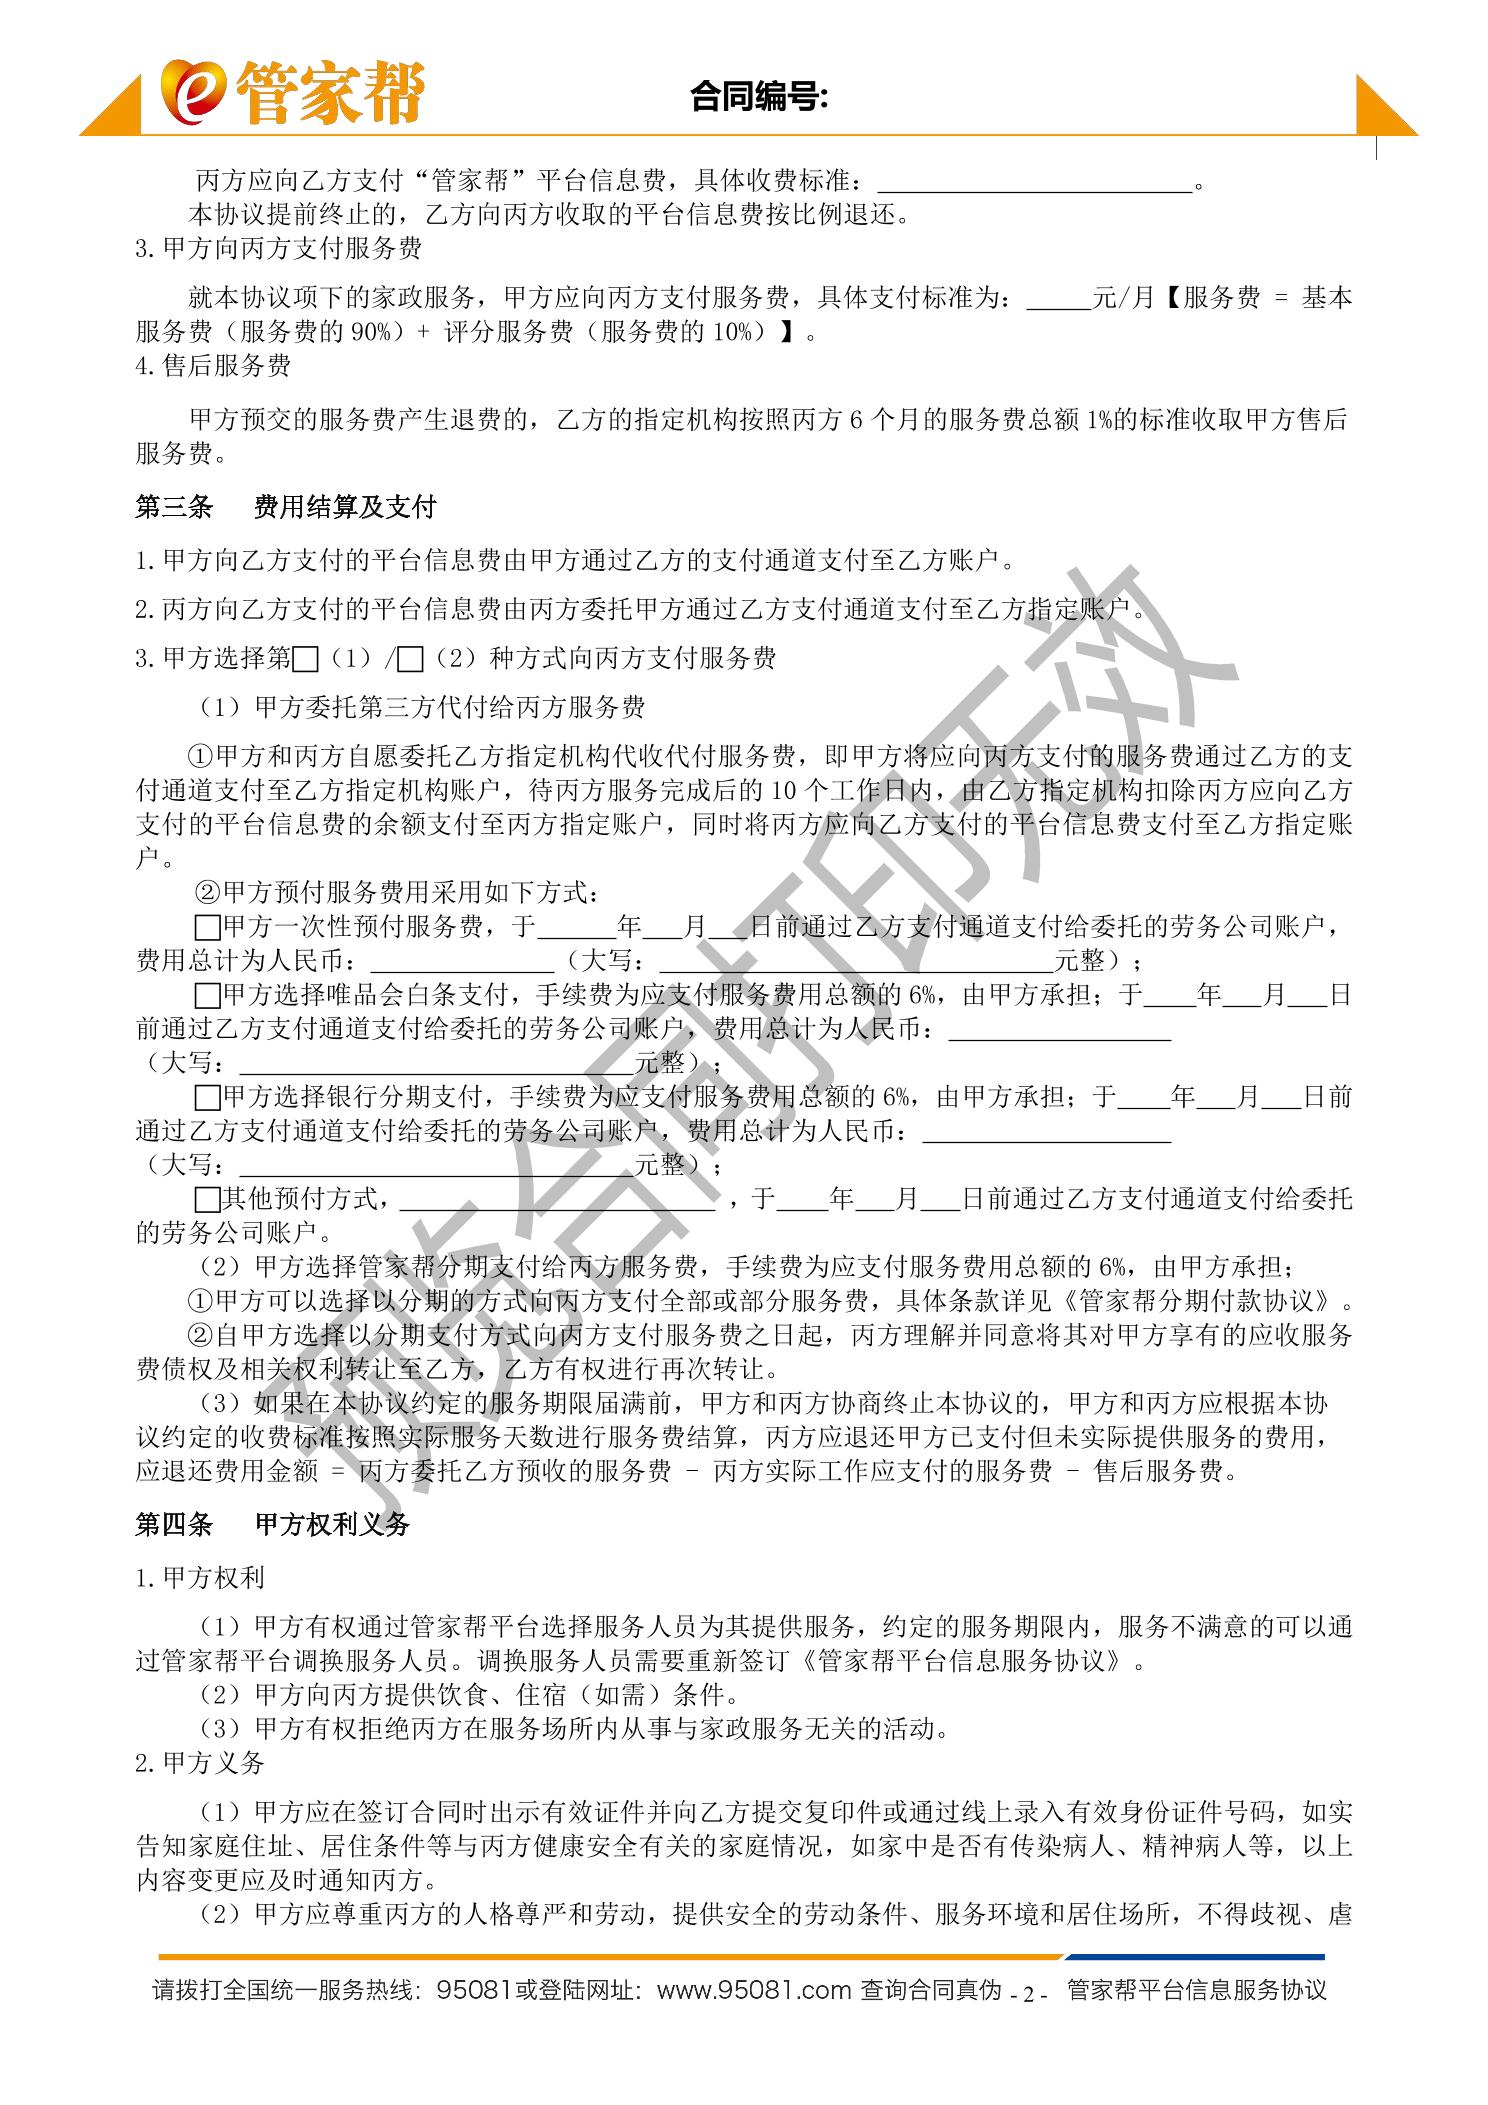 管家帮
合同编号:
丙方应向乙方支付“管家帮”平台信息费，具体收费标准：________________________。
本协议提前终止的，乙方向丙方收取的平台信息费按比例退还。
3.甲方向丙方支付服务费
就本协议项下的家政服务，甲方应向丙方支付服务费，具体支付标准为：_____元/月【服务费 = 基本
服务费（服务费的90%）+ 评分服务费（服务费的10%）】。
4.售后服务费
甲方预交的服务费产生退费的，乙方的指定机构按照丙方 6 个月的服务费总额 1%的标准收取甲方售后
服务费。
第三条 费用结算及支付
1.甲方向乙方支付的平台信息费由甲方通过乙方的支付通道支付至乙方账户。
2.丙方向乙方支付的平台信息费由丙方委托甲方通过乙方支付通道支付至乙方指定账户。
3.甲方选择第□（1）/□（2）种方式向丙方支付服务费
（1）甲方委托第三方代付给丙方服务费
①甲方和丙方自愿委托乙方指定机构代收代付服务费，即甲方将应向丙方支付的服务费通过乙方的支
付通道支付至乙方指定机构账户，待丙方服务完成后的 10 个工作日内，由乙方指定机构扣除丙方应向乙方
支付的平台信息费的余额支付至丙方指定账户，同时将丙方应向乙方支付的平台信息费支付至乙方指定账
户。
②甲方预付服务费用采用如下方式：
□甲方一次性预付服务费，于______年___月___日前通过乙方支付通道支付给委托的劳务公司账户，
费用总计为人民币：______________（大写：______________________________元整）；
□甲方选择唯品会白条支付，手续费为应支付服务费用总额的 6%，由甲方承担；于____年___月___日
前通过乙方支付通道支付给委托的劳务公司账户，费用总计为人民币：_________________
（大写：______________________________元整）；
□甲方选择银行分期支付，手续费为应支付服务费用总额的 6%，由甲方承担；于____年___月___日前
通过乙方支付通道支付给委托的劳务公司账户，费用总计为人民币：___________________
（大写：______________________________元整）；
□其他预付方式，________________________ ，于____年___月___日前通过乙方支付通道支付给委托
的劳务公司账户。
（2）甲方选择管家帮分期支付给丙方服务费，手续费为应支付服务费用总额的 6%，由甲方承担；
①甲方可以选择以分期的方式向丙方支付全部或部分服务费，具体条款详见《管家帮分期付款协议》。
②自甲方选择以分期支付方式向丙方支付服务费之日起，丙方理解并同意将其对甲方享有的应收服务
费债权及相关权利转让至乙方，乙方有权进行再次转让。
（3）如果在本协议约定的服务期限届满前，甲方和丙方协商终止本协议的，甲方和丙方应根据本协
议约定的收费标准按照实际服务天数进行服务费结算，丙方应退还甲方已支付但未实际提供服务的费用，
应退还费用金额 = 丙方委托乙方预收的服务费 - 丙方实际工作应支付的服务费 - 售后服务费。
第四条 甲方权利义务
1.甲方权利
（1）甲方有权通过管家帮平台选择服务人员为其提供服务，约定的服务期限内，服务不满意的可以通
过管家帮平台调换服务人员。调换服务人员需要重新签订《管家帮平台信息服务协议》。
（2）甲方向丙方提供饮食、住宿（如需）条件。
（3）甲方有权拒绝丙方在服务场所内从事与家政服务无关的活动。
2.甲方义务
（1）甲方应在签订合同时出示有效证件并向乙方提交复印件或通过线上录入有效身份证件号码，如实
告知家庭住址、居住条件等与丙方健康安全有关的家庭情况，如家中是否有传染病人、精神病人等，以上
内容变更应及时通知丙方。
（2）甲方应尊重丙方的人格尊严和劳动，提供安全的劳动条件、服务环境和居住场所，不得歧视、虐
预览合同打印无效
请拨打全国统一服务热线：95081或登陆网址：www.95081.com 查询合同真伪 - 2 - 管家帮平台信息服务协议